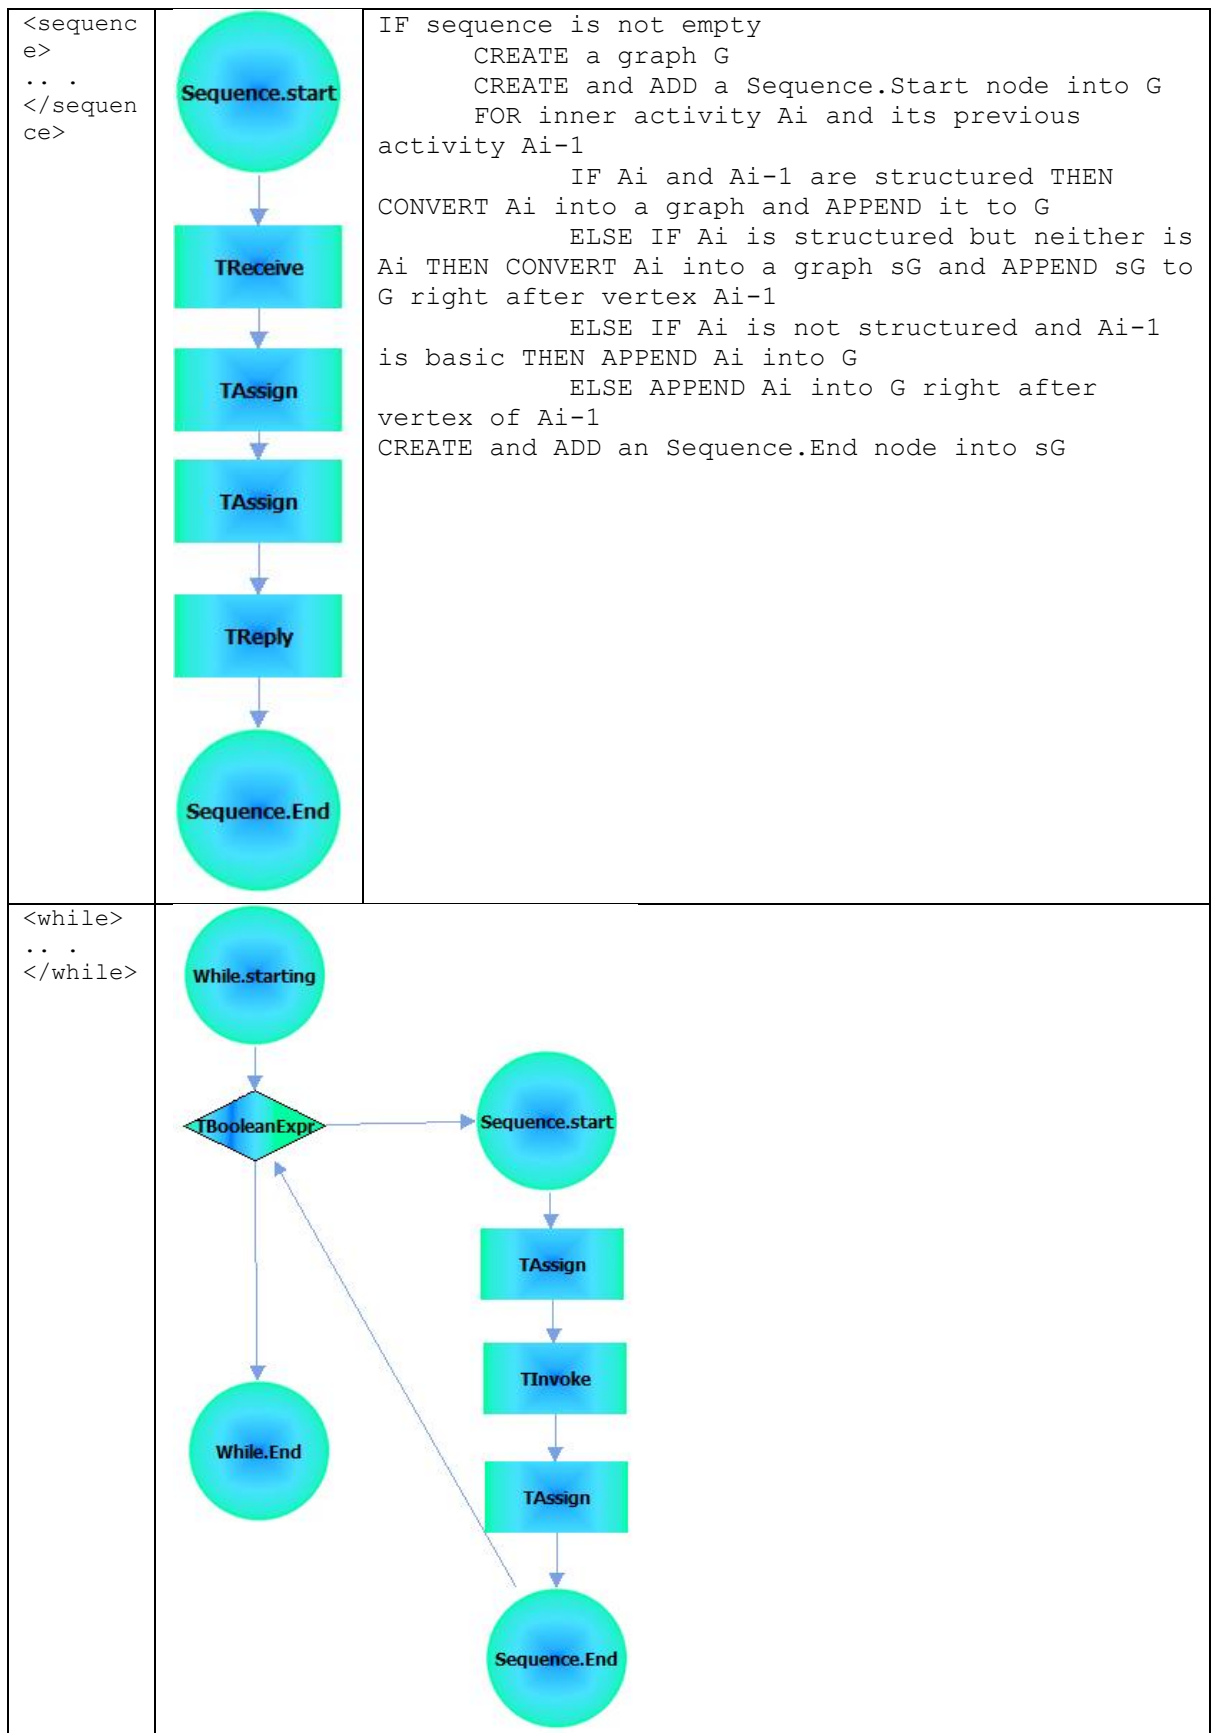 <sequenc
e>
.. .
</sequen
ce>
Sequence.start
TReceive
TAssign
TAssign
TReply
Sequence.End
IF sequence is not empty
CREATE a graph G
CREATE and ADD a Sequence.Start node into G
FOR inner activity Ai and its previous
activity Ai-1
IF Ai and Ai-1 are structured THEN
CONVERT Ai into a graph and APPEND it to G
ELSE IF Ai is structured but neither is
Ai THEN CONVERT Ai into a graph sG and APPEND sG to
G right after vertex Ai-1
ELSE IF Ai is not structured and Ai-1
is basic THEN APPEND Ai into G
ELSE APPEND Ai into G right after
vertex of Ai-1
CREATE and ADD an Sequence.End node into sG
<while>
.. .
</while>
While.starting
TBooleanExpr
Sequence.start
TAssign
TInvoke
While.End
TAssign
Sequence.End